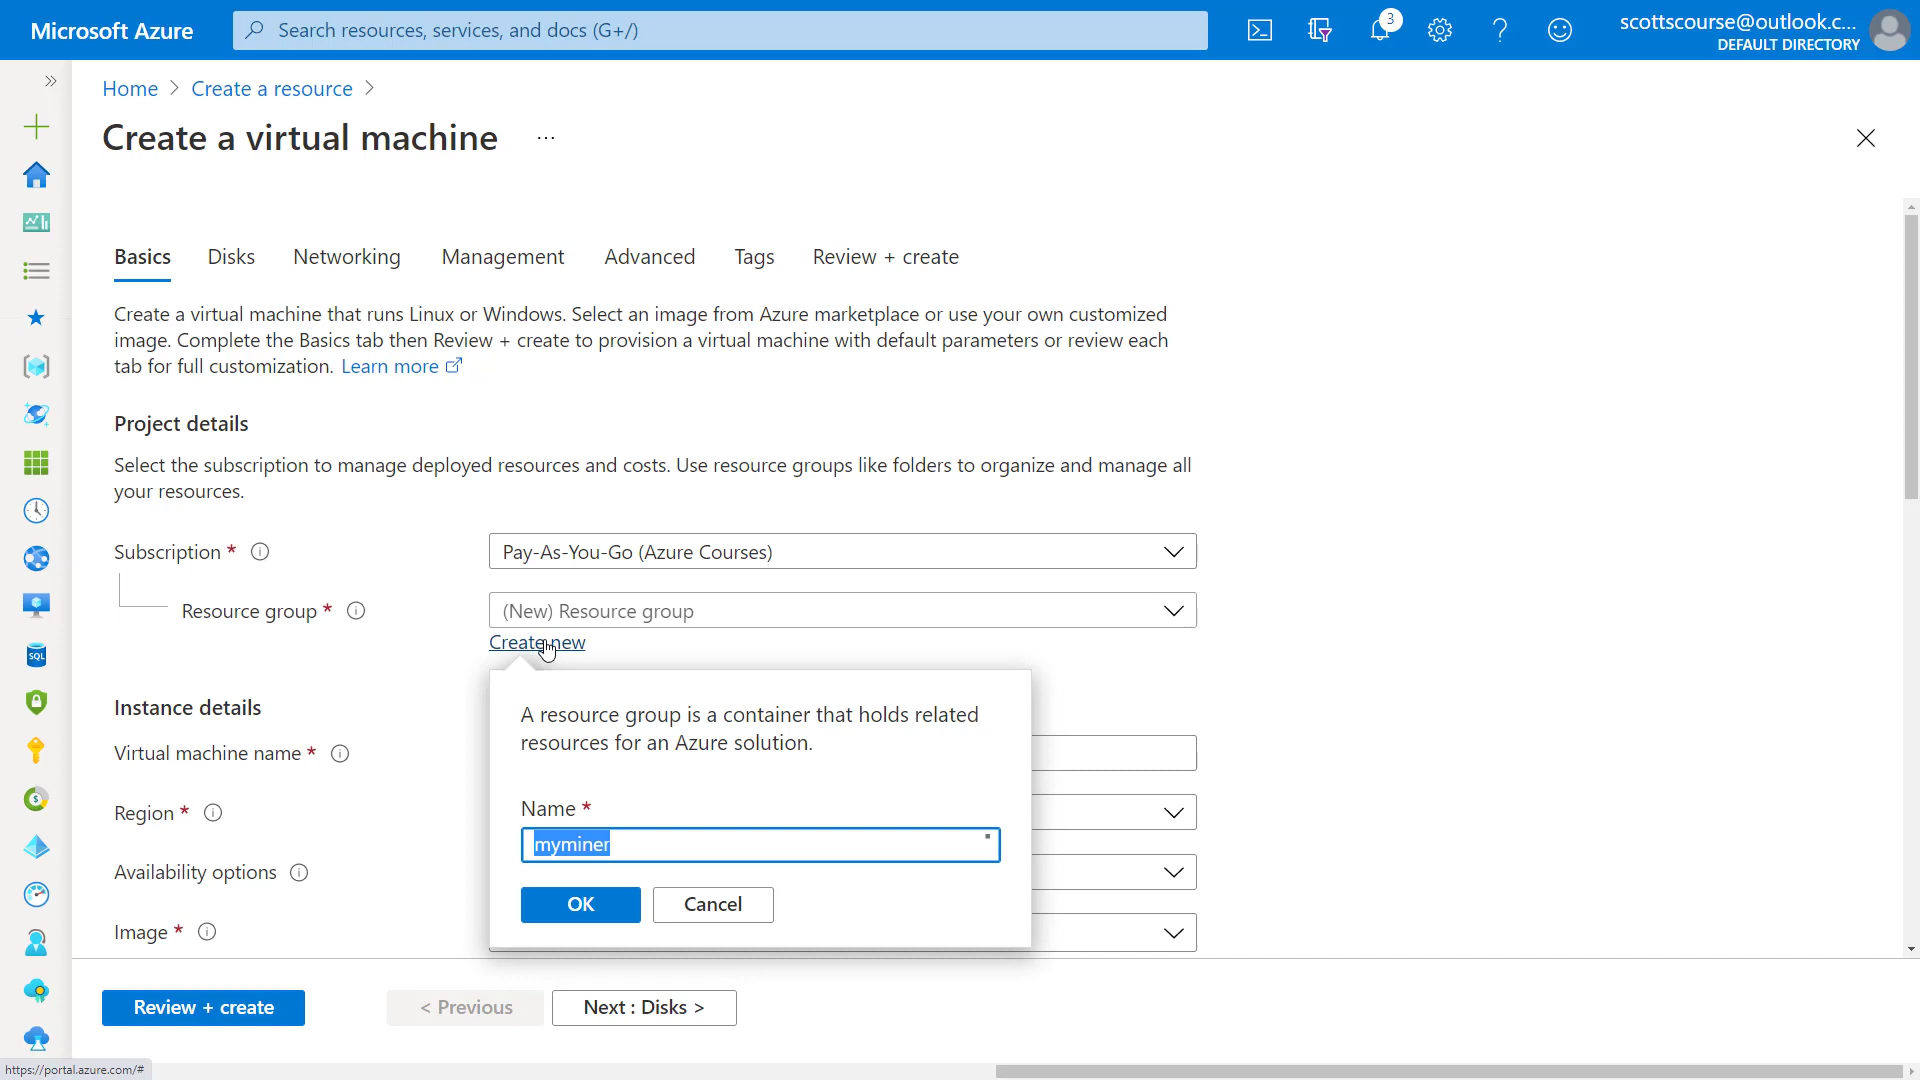 Microsoft Azure
Search resources, services, and docs (G+/)
3
scottscourse@outlook.c...
DEFAULT DIRECTORY
Home > Create a resource >
Create a virtual machine ...
Basics
Disks
Networking
Management
Advanced
Tags
Review + create
Create a virtual machine that runs Linux or Windows. Select an image from Azure marketplace or use your own customized
image. Complete the Basics tab then Review + create to provision a virtual machine with default parameters or review each
tab for full customization. Learn more
Project details
Select the subscription to manage deployed resources and costs. Use resource groups like folders to organize and manage all
your resources.
Subscription *
Pay-As-You-Go (Azure Courses)
Resource group *
(New) Resource group
Create new
A resource group is a container that holds related
resources for an Azure solution.
Name *
myminer
OK
Cancel
Instance details
Virtual machine name *
Region *
Availability options
Image *
SQL
Review + create
< Previous
Next : Disks >
https://portal.azure.com/#